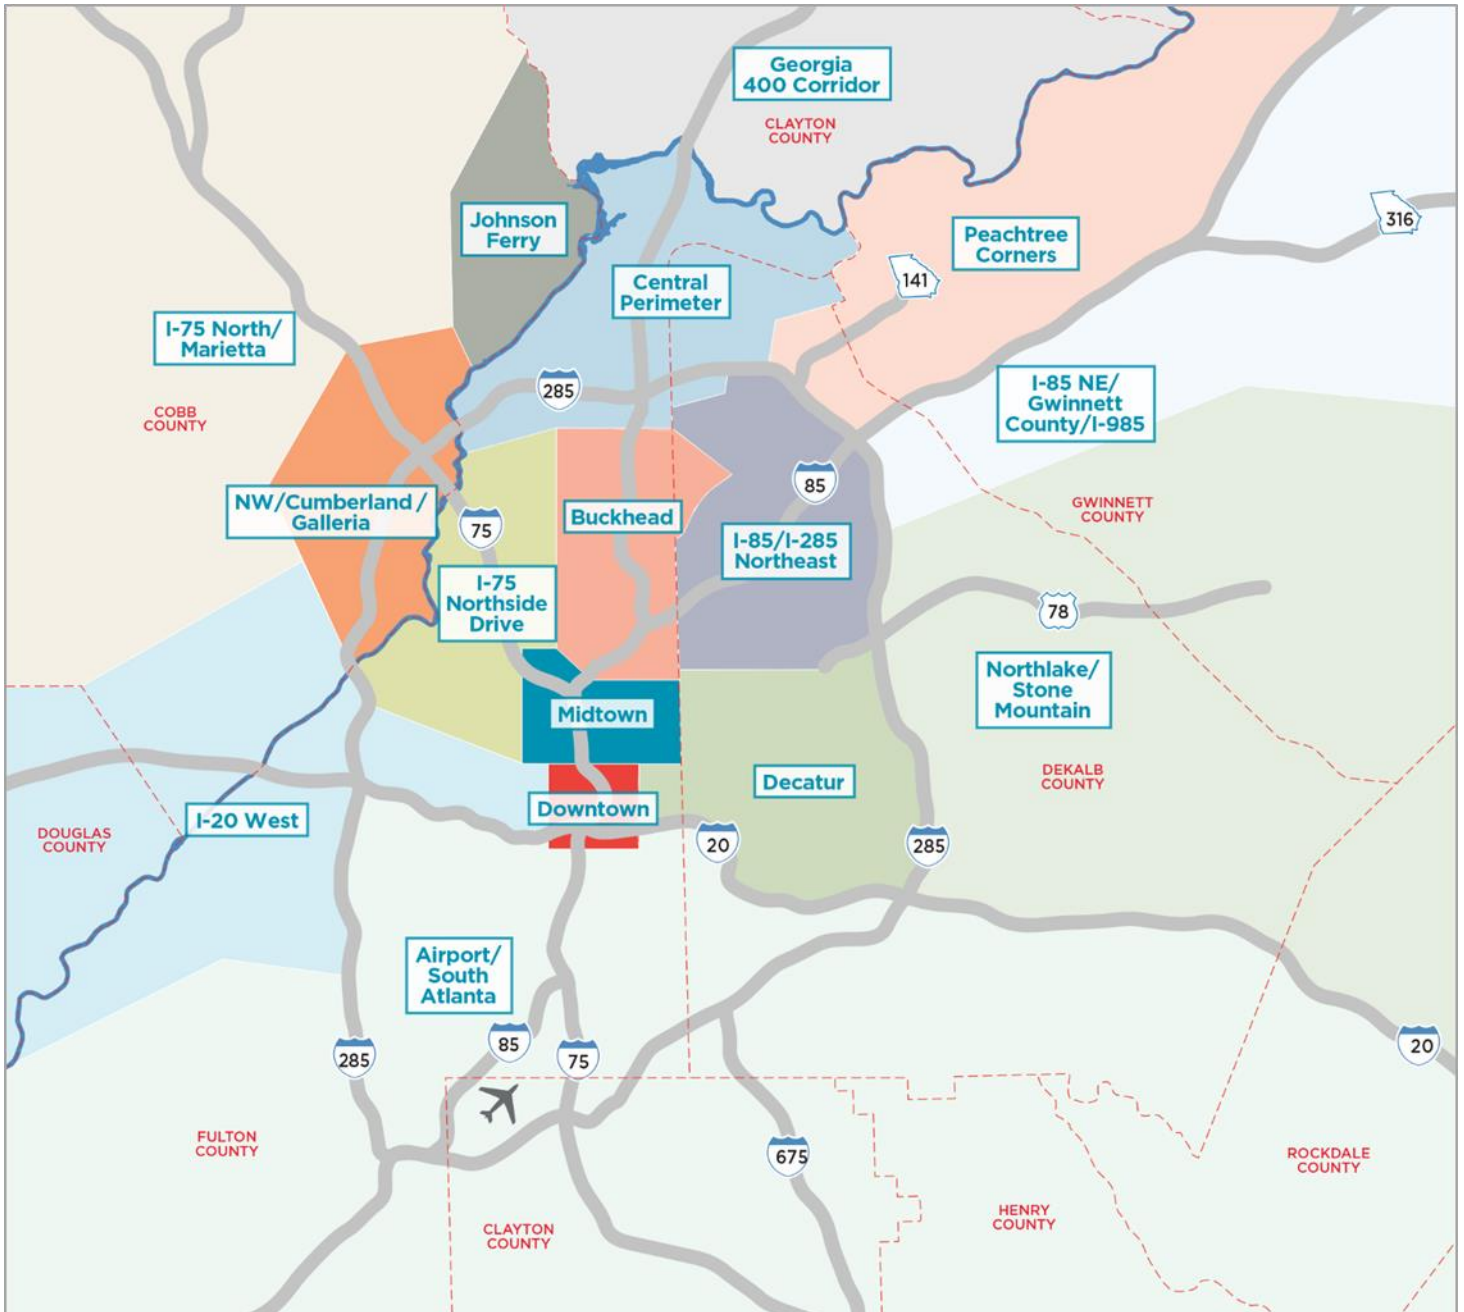 Georgia
400 Corridor
CLAYTON
COUNTY
Johnson
Ferry
316
Peachtree
Corners
141
Central
Perimeter
I-75 North/
Marietta
285
COBB
COUNTY
I-85 NE/
Gwinnett
County/I-985
85
NW/Cumberland/
Galleria
75
Buckhead
GWINNETT
COUNTY
I-85/I-285
Northeast
I-75
Northside
Drive
78
Northlake/
Stone
Mountain
Midtown
Decatur
DEKALB
COUNTY
Downtown
I-20 West
DOUGLAS
COUNTY
20
285
Airport/
South
Atlanta
85
75
285
20
FULTON
COUNTY
675
ROCKDALE
COUNTY
HENRY
COUNTY
CLAYTON
COUNTY